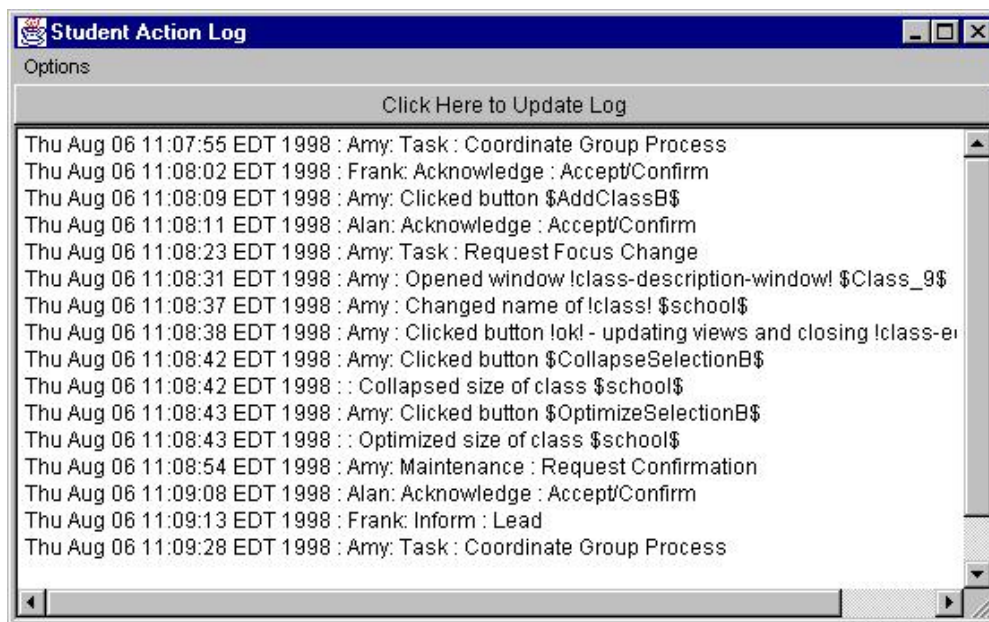 Student Action Log
Options
Click Here to Update Log
Thu Aug 06 11:07:55 EDT 1998 : Amy: Task : Coordinate Group Process
Thu Aug 06 11:08:02 EDT 1998 : Frank: Acknowledge : Accept/Confirm
Thu Aug 06 11:08:09 EDT 1998 : Amy: Clicked button $AddClassB$
Thu Aug 06 11:08:11 EDT 1998 : Alan: Acknowledge : Accept/Confirm
Thu Aug 06 11:08:23 EDT 1998 : Amy: Task : Request Focus Change
Thu Aug 06 11:08:31 EDT 1998 : Amy : Opened window !class-description-window! $Class_9$
Thu Aug 06 11:08:37 EDT 1998 : Amy : Changed name of !class! $school$
Thu Aug 06 11:08:38 EDT 1998 : Amy : Clicked button !ok! - updating views and closing !class-e
Thu Aug 06 11:08:42 EDT 1998 : Amy: Clicked button $CollapseSelectionB$
Thu Aug 06 11:08:42 EDT 1998 : : Collapsed size of class $school$
Thu Aug 06 11:08:43 EDT 1998 : Amy: Clicked button $OptimizeSelectionB$
Thu Aug 06 11:08:43 EDT 1998 : : Optimized size of class $school$
Thu Aug 06 11:08:54 EDT 1998 : Amy: Maintenance : Request Confirmation
Thu Aug 06 11:09:08 EDT 1998 : Alan: Acknowledge : Accept/Confirm
Thu Aug 06 11:09:13 EDT 1998 : Frank: Inform : Lead
Thu Aug 06 11:09:28 EDT 1998 : Amy: Task : Coordinate Group Process